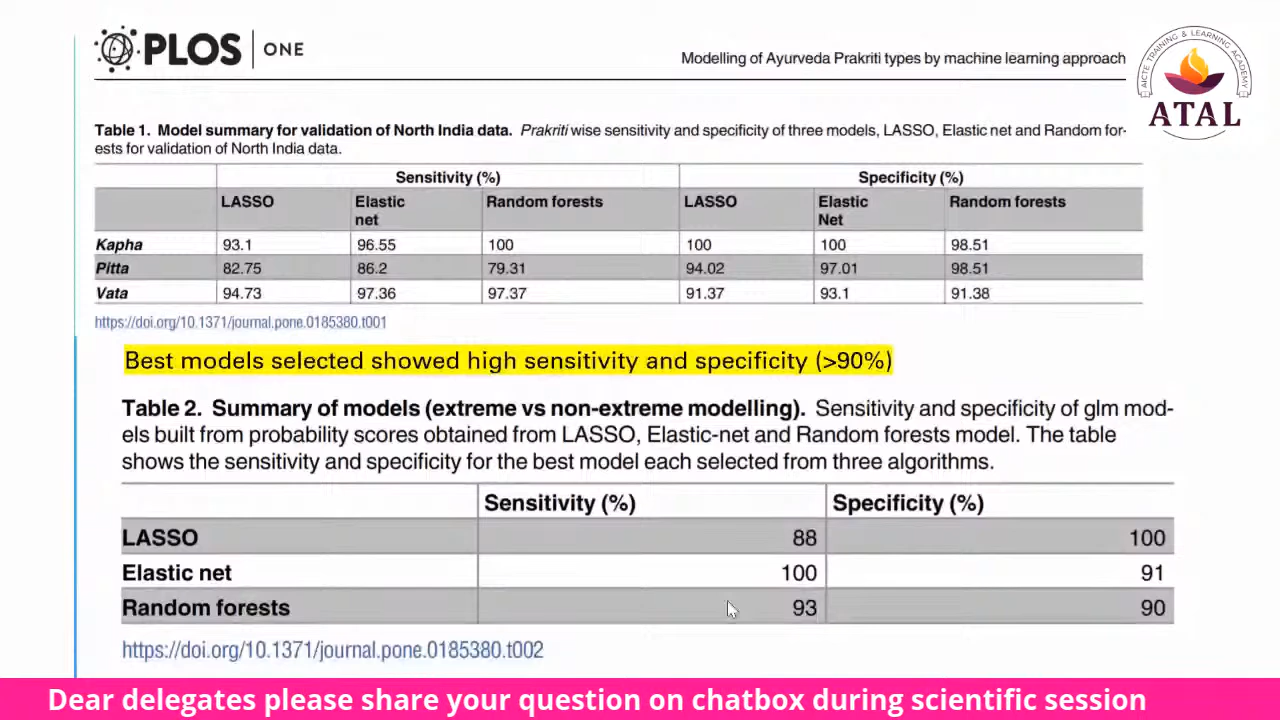 PLOS ONE
Modelling of Ayurveda Prakriti types by machine learning approach
AICTE TRAINING & LEARNING ACADEMY
ATAL
Table 1. Model summary for validation of North India data. Prakriti wise sensitivity and specificity of three models, LASSO, Elastic net and Random for-
ests for validation of North India data.
Sensitivity (%) Specificity (%)
LASSO Elastic net Random forests LASSO Elastic Net Random forests
Kapha 93.1 96.55 100 100 100 98.51
Pitta 82.75 86.2 79.31 94.02 97.01 98.51
Vata 94.73 97.36 97.37 91.37 93.1 91.38
https://doi.org/10.1371/journal.pone.0185380.t001
Best models selected showed high sensitivity and specificity (>90%)
Table 2. Summary of models (extreme vs non-extreme modelling). Sensitivity and specificity of glm mod-
els built from probability scores obtained from LASSO, Elastic-net and Random forests model. The table
shows the sensitivity and specificity for the best model each selected from three algorithms.
Sensitivity (%) Specificity (%)
LASSO 88 100
Elastic net 100 91
Random forests 93 90
https://doi.org/10.1371/journal.pone.0185380.t002
Dear delegates please share your question on chatbox during scientific session